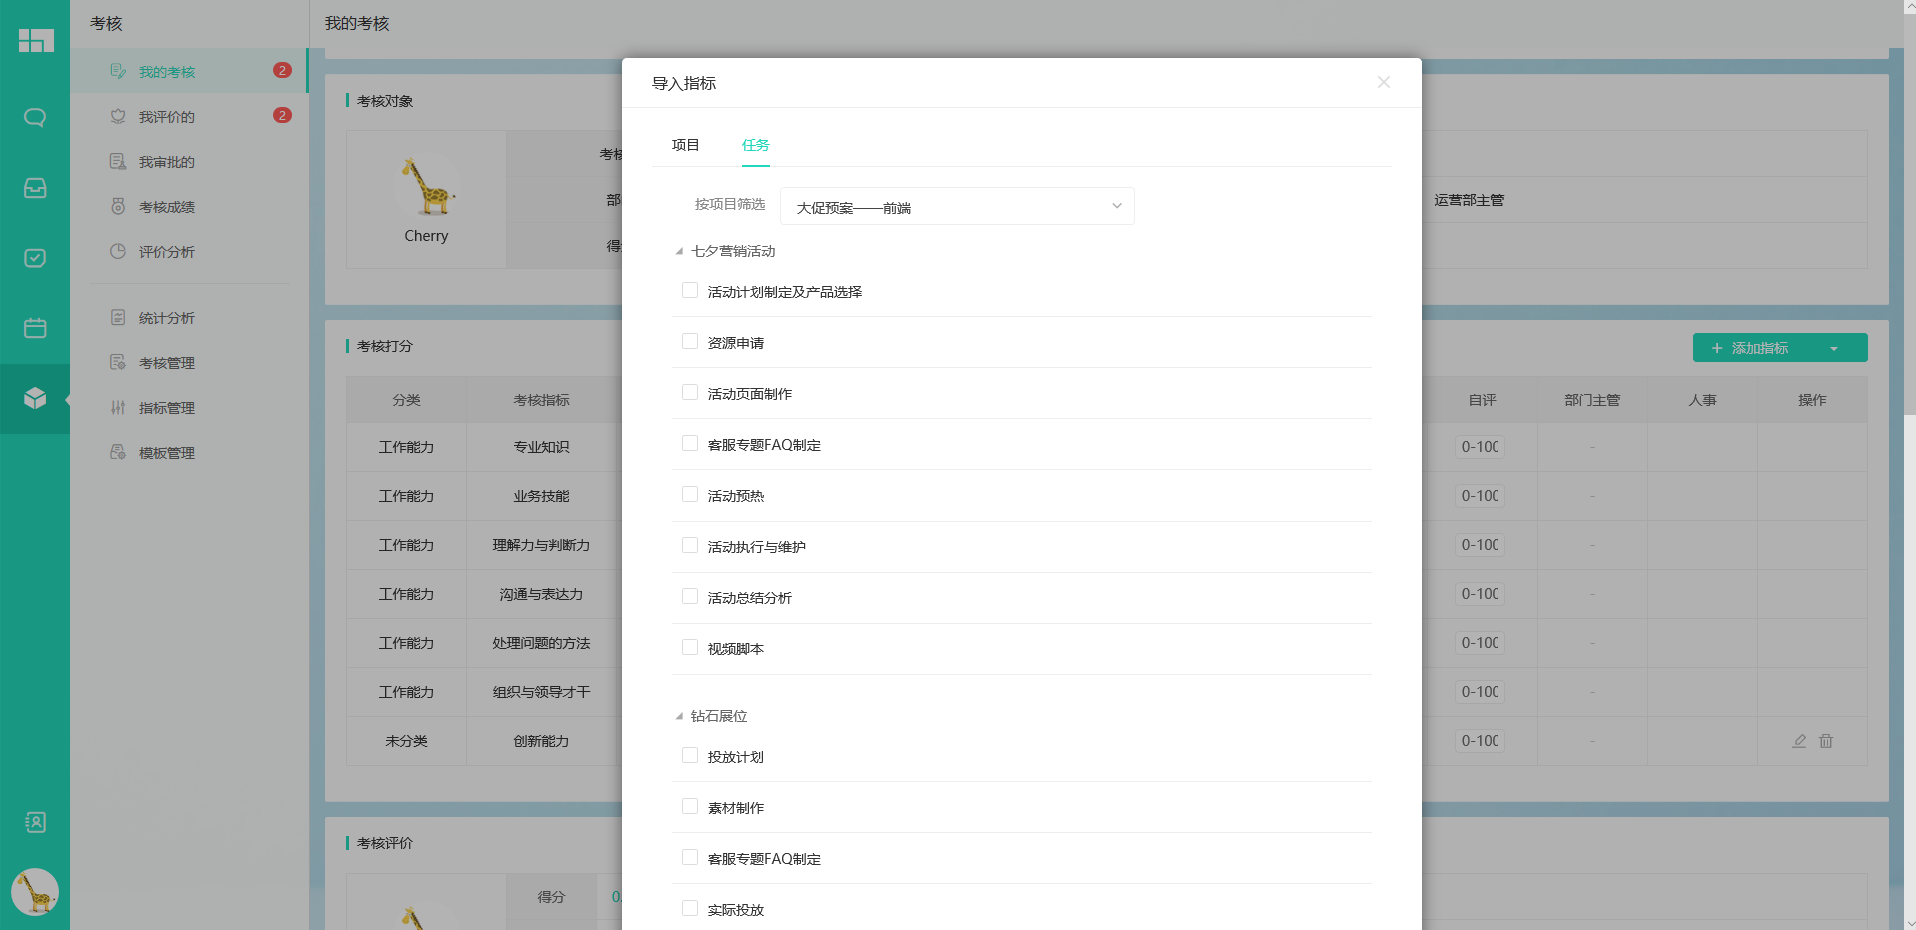 考核
我的考核
2
我评价的
2
我审批的
考核成绩
评价分析
统计分析
考核管理
指标管理
模板管理
我的考核
考核对象
Cherry
考核
部
得
运营部主管
考核打分
添加指标
分类 考核指标 自评 部门主管 人事 操作
工作能力 专业知识 0-100 -
工作能力 业务技能 0-100 -
工作能力 理解力与判断力 0-100 -
工作能力 沟通与表达力 0-100 -
工作能力 处理问题的方法 0-100 -
工作能力 组织与领导才干 0-100 -
未分类 创新能力 0-100 -
考核评价
得分 0.
导入指标
项目 任务
按项目筛选 大促预案——前端
七夕营销活动
活动计划制定及产品选择
资源申请
活动页面制作
客服专题FAQ制定
活动预热
活动执行与维护
活动总结分析
视频脚本
钻石展位
投放计划
素材制作
客服专题FAQ制定
实际投放